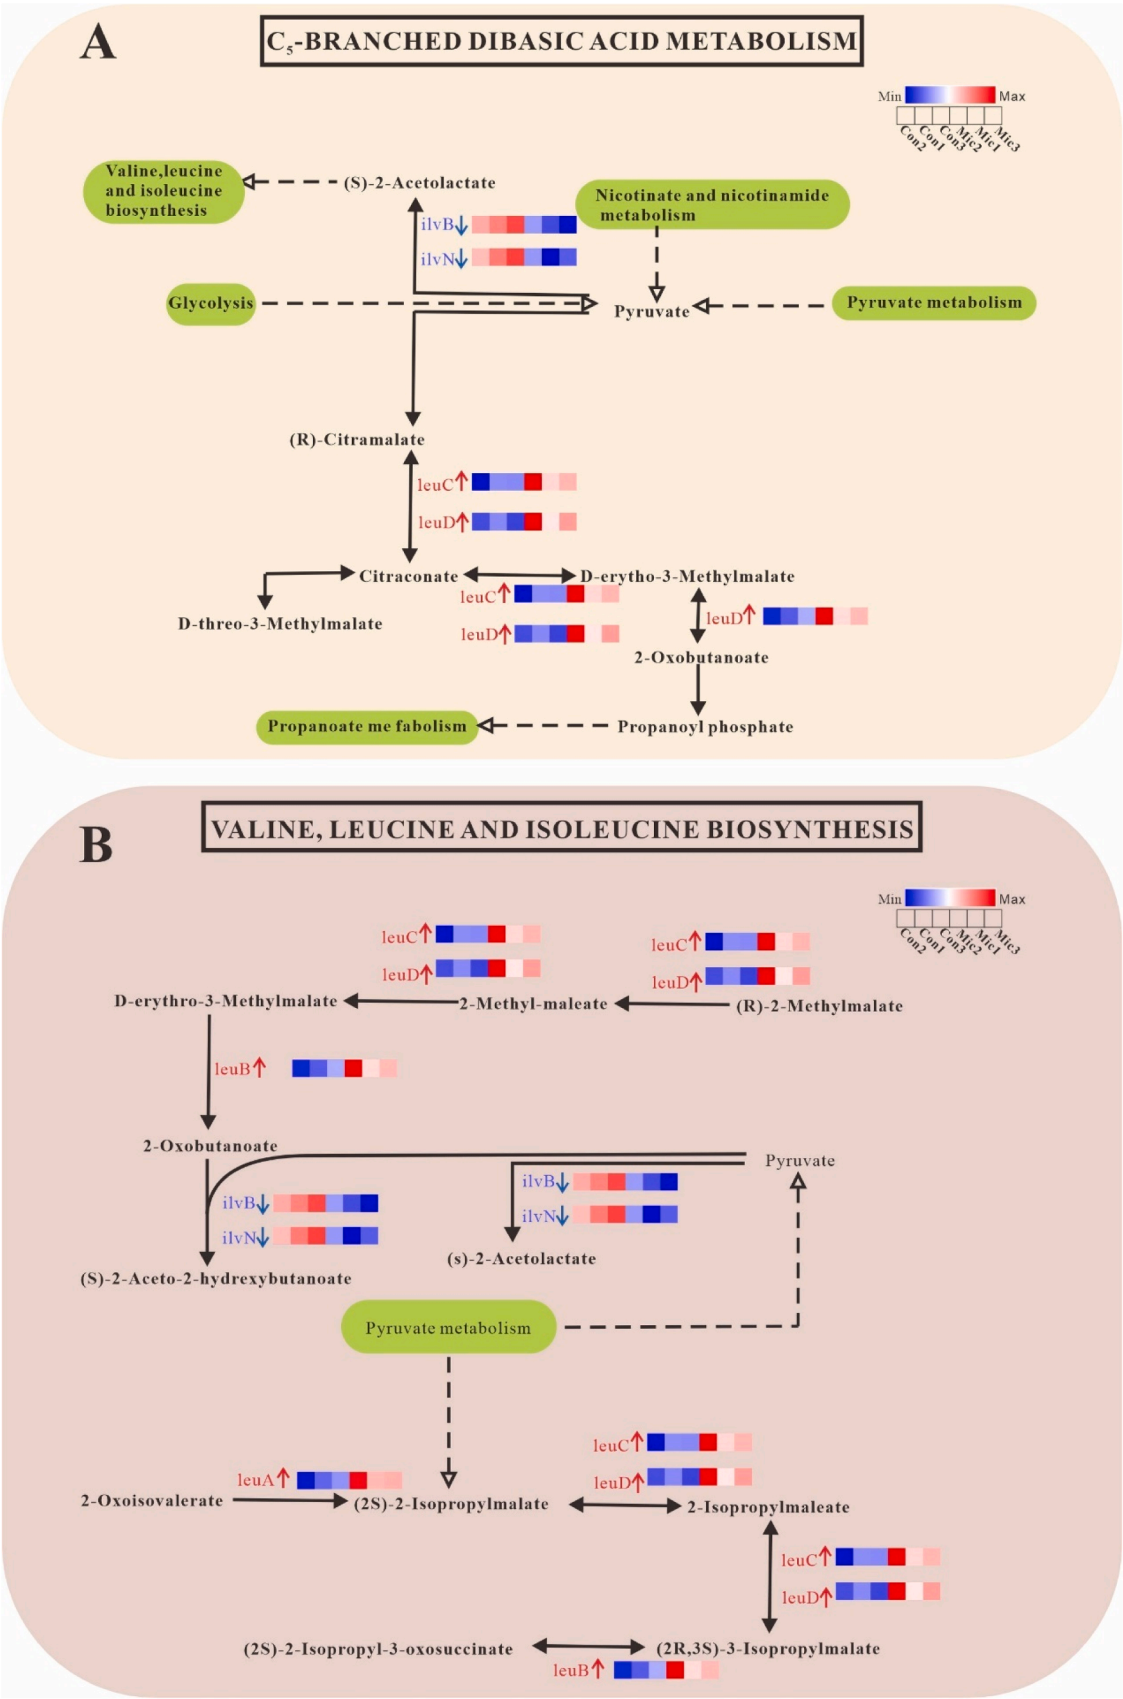 A
C₅-BRANCHED DIBASIC ACID METABOLISM
Min Max
Con2 Con1 Con3 Mic2 Mic1 Mic3
Valine,leucine
and isoleucine
biosynthesis
(S)-2-Acetolactate
Nicotinate and nicotinamide
metabolism
ilvB↓
ilvN↓
Glycolysis
Pyruvate
Pyruvate metabolism
(R)-Citramalate
leuC↑
leuD↑
Citraconate
D-erytho-3-Methylmalate
leuC↑
leuD↑
leuD↑
D-threo-3-Methylmalate
2-Oxobutanoate
Propanoate me fabolism
Propanoyl phosphate
B
VALINE, LEUCINE AND ISOLEUCINE BIOSYNTHESIS
Min Max
Con2 Con1 Con3 Mic2 Mic1 Mic3
leuC↑
leuD↑
leuC↑
leuD↑
D-erythro-3-Methylmalate
2-Methyl-maleate
(R)-2-Methylmalate
leuB↑
2-Oxobutanoate
Pyruvate
ilvB↓
ilvN↓
ilvB↓
ilvN↓
(S)-2-Aceto-2-hydrexybutanoate
(s)-2-Acetolactate
Pyruvate metabolism
leuC↑
leuD↑
leuA↑
2-Oxoisovalerate
(2S)-2-Isopropylmalate
2-Isopropylmaleate
leuC↑
leuD↑
(2S)-2-Isopropyl-3-oxosuccinate
(2R,3S)-3-Isopropylmalate
leuB↑